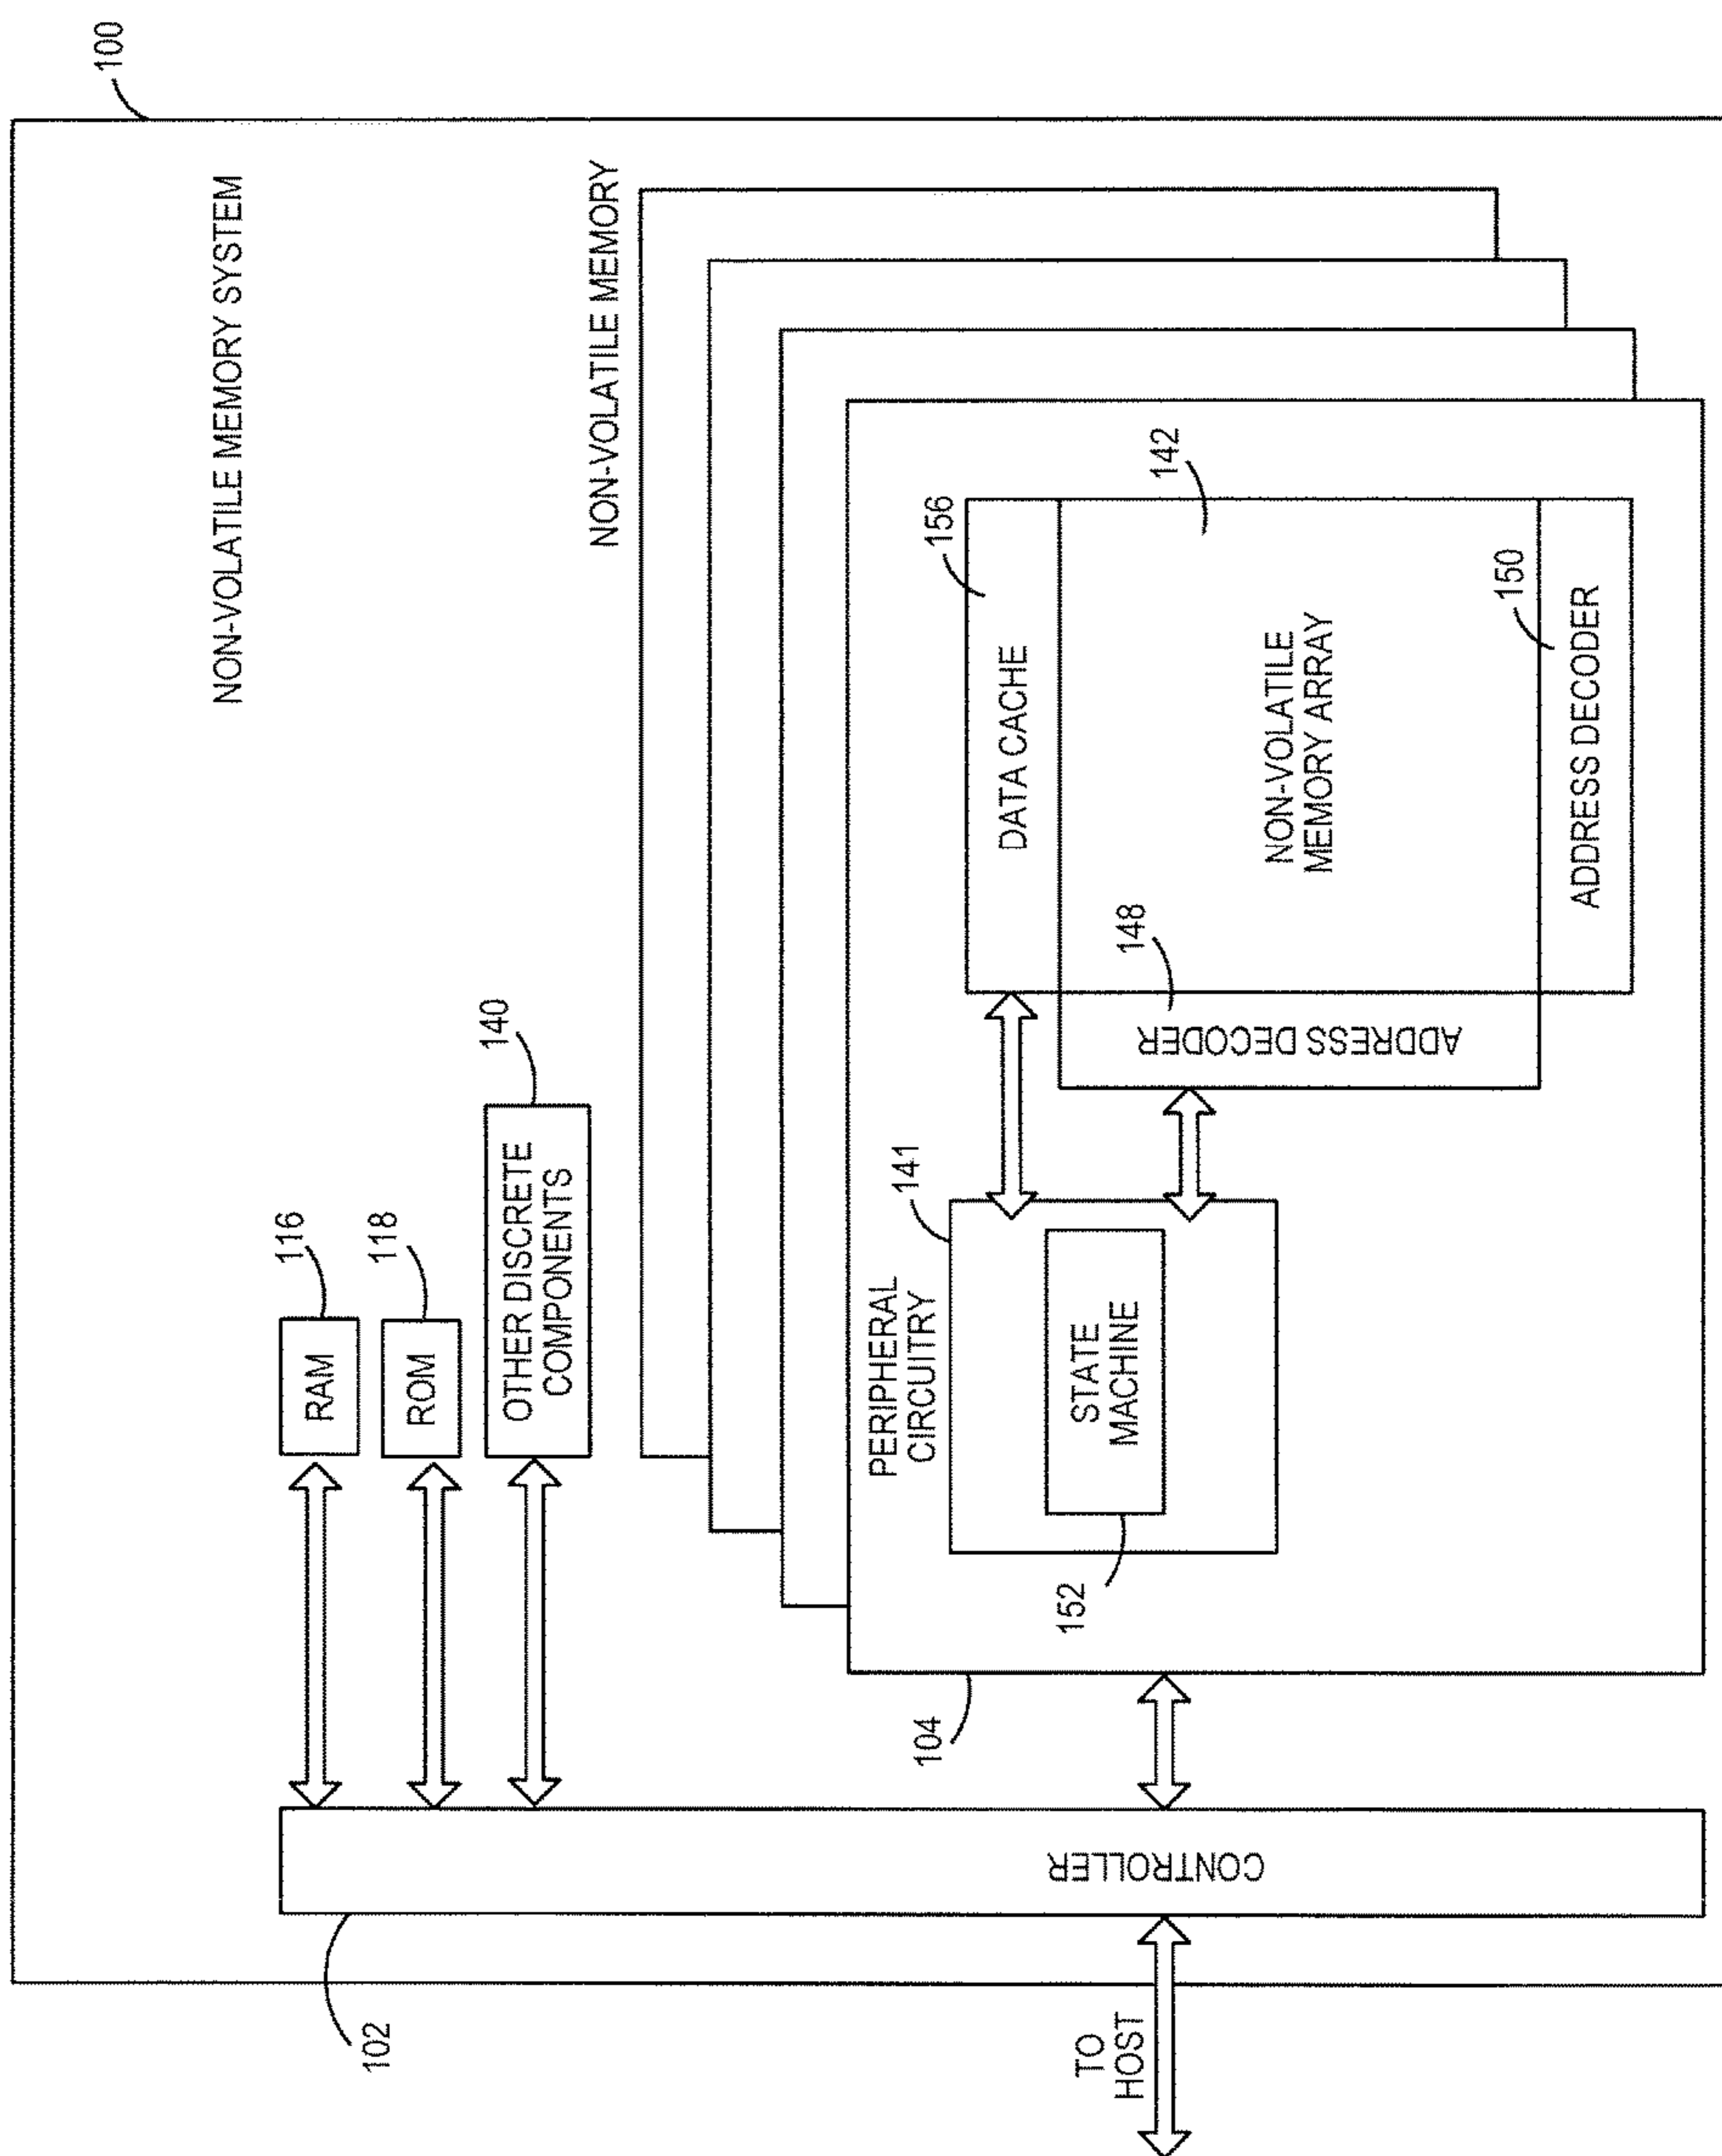 100
NON-VOLATILE MEMORY SYSTEM
116
RAM
118
ROM
140
OTHER DISCRETE
COMPONENTS
NON-VOLATILE MEMORY
102
CONTROLLER
TO
HOST
104
PERIPHERAL
CIRCUITRY
141
STATE
MACHINE
152
DATA CACHE
156
148
ADDRESS DECODER
142
NON-VOLATILE
MEMORY ARRAY
ADDRESS DECODER
150